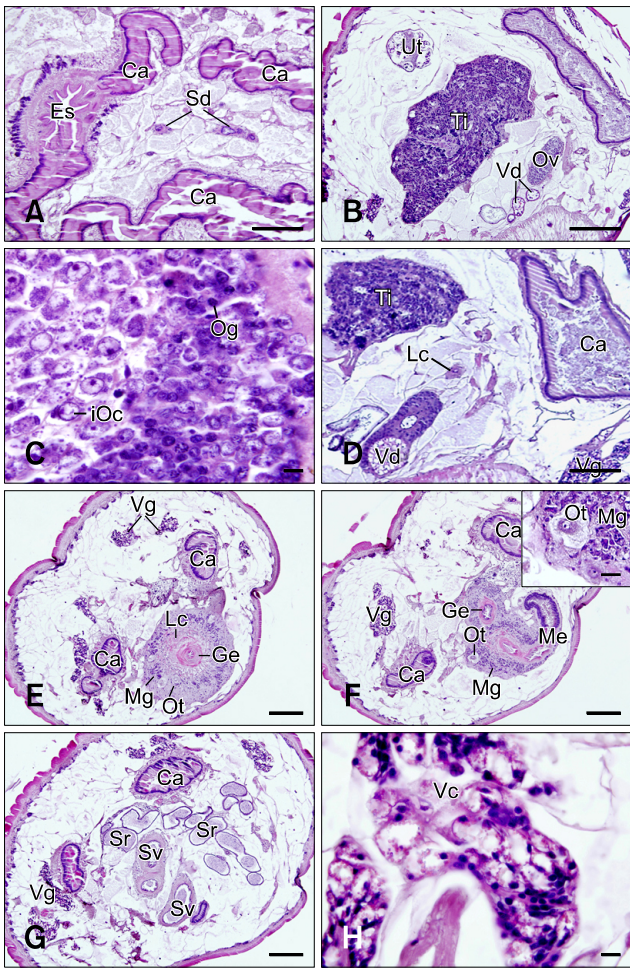 Ca
Ca
Sd
Es
Ca
A
Ut
Ti
Ov
Vd
B
Og
iOc
C
Ti
Ca
Lc
Vd
Vg
D
Vg
Ca
Lc
Ca
Ge
Mg
Ot
E
Ot
Mg
Ca
Vg
Ge
Ot
Me
Ca
Mg
F
Ca
Sr
Sr
Sv
Vg
Sv
G
Vc
H